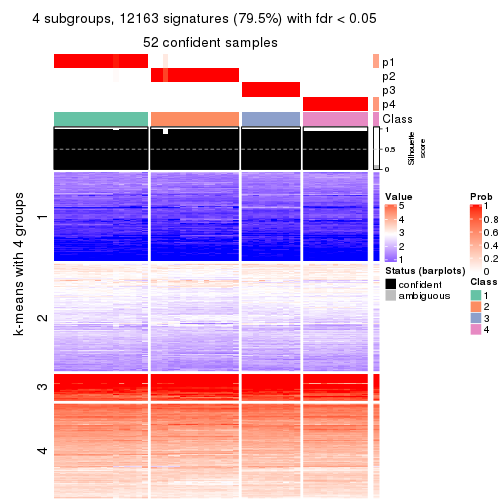 4 subgroups, 12163 signatures (79.5%) with fdr < 0.05
52 confident samples
p1
p2
p3
p4
Class
1
0.5
0
Silhouette
score
k-means with 4 groups
1
2
3
4
Value
5
4
3
2
1
Status (barplots)
confident
ambiguous
Prob
1
0.8
0.6
0.4
0.2
0
Class
1
2
3
4